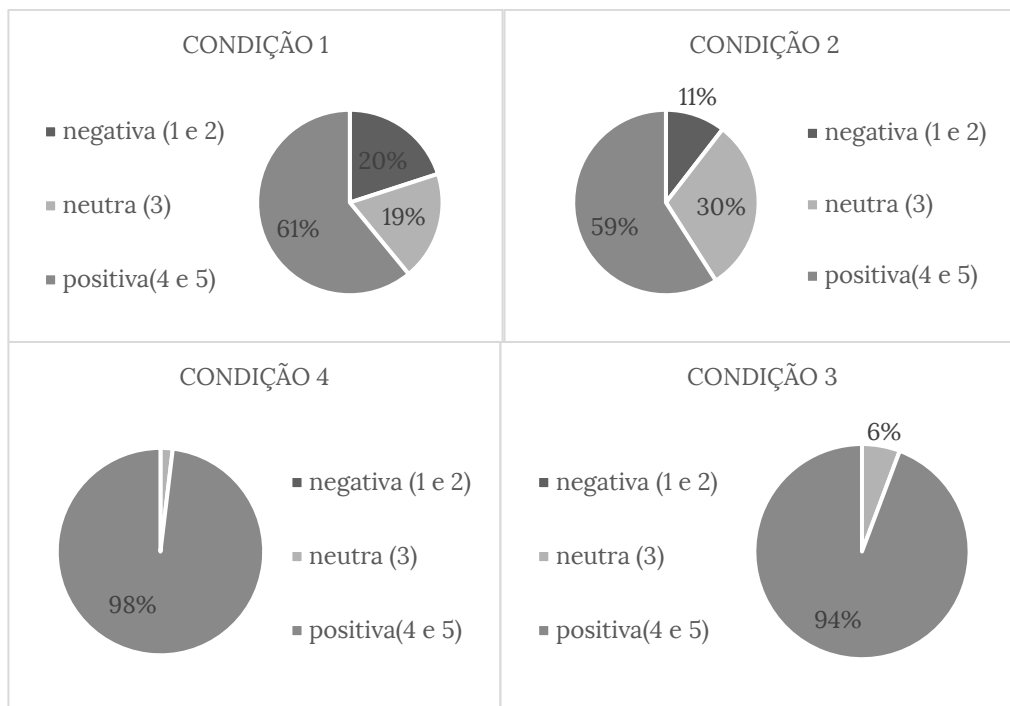 CONDIÇÃO 1
negativa (1 e 2)
neutra (3)
positiva(4 e 5)
20%
19%
61%
CONDIÇÃO 2
11%
30%
59%
negativa (1 e 2)
neutra (3)
positiva(4 e 5)
CONDIÇÃO 4
98%
negativa (1 e 2)
neutra (3)
positiva(4 e 5)
CONDIÇÃO 3
negativa (1 e 2)
neutra (3)
positiva(4 e 5)
6%
94%